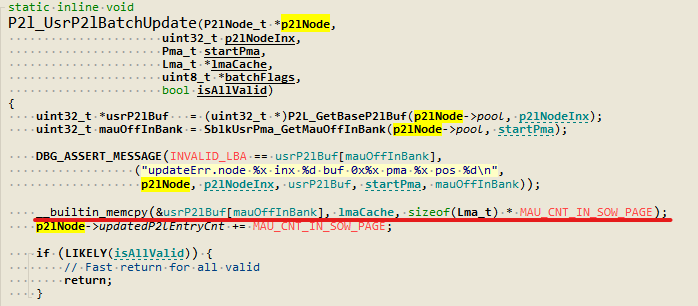 static inline void
P2l_UsrP2lBatchUpdate(P2lNode_t *p2lNode,
uint32_t p2lNodeInx,
Pma_t startPma,
Lma_t *lmaCache,
uint8_t *batchFlags,
bool isAllValid)
{
uint32_t *usrP2lBuf = (uint32_t *)P2L_GetBaseP2lBuf(p2lNode->pool, p2lNodeInx);
uint32_t mauOffInBank = SblkUsrPma_GetMauOffInBank(p2lNode->pool, startPma);
DBG_ASSERT_MESSAGE(INVALID_LBA == usrP2lBuf[mauOffInBank],
("updateErr.node %x inx %d buf 0x%x pma %x pos %d\n",
p2lNode, p2lNodeInx, usrP2lBuf, startPma, mauOffInBank));
__builtin_memcpy(&usrP2lBuf[mauOffInBank], lmaCache, sizeof(Lma_t) * MAU_CNT_IN_SOW_PAGE);
p2lNode->updatedP2lEntryCnt += MAU_CNT_IN_SOW_PAGE;
if (LIKELY(isAllValid)) {
// Fast return for all valid
return;
}